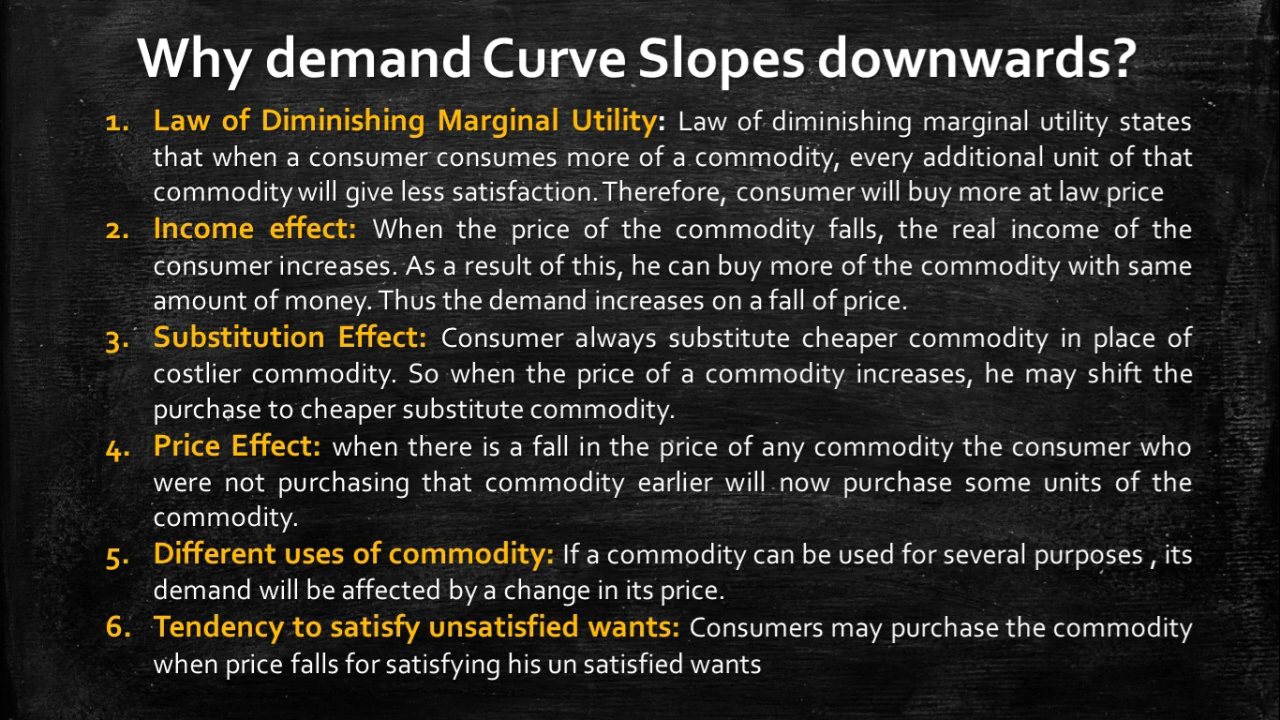 Why demand Curve Slopes downwards?
1. Law of Diminishing Marginal Utility: Law of diminishing marginal utility states
that when a consumer consumes more of a commodity, every additional unit of that
commodity will give less satisfaction. Therefore, consumer will buy more at law price
2. Income effect: When the price of the commodity falls, the real income of the
consumer increases. As a result of this, he can buy more of the commodity with same
amount of money. Thus the demand increases on a fall of price.
3. Substitution Effect: Consumer always substitute cheaper commodity in place of
costlier commodity. So when the price of a commodity increases, he may shift the
purchase to cheaper substitute commodity.
4. Price Effect: when there is a fall in the price of any commodity the consumer who
were not purchasing that commodity earlier will now purchase some units of the
commodity.
5. Different uses of commodity: If a commodity can be used for several purposes , its
demand will be affected by a change in its price.
6. Tendency to satisfy unsatisfied wants: Consumers may purchase the commodity
when price falls for satisfying his un satisfied wants